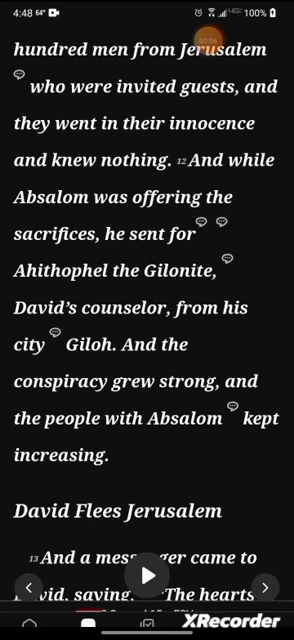 4:48 64° 100%
00:06
hundred men from Jerusalem
who were invited guests, and
they went in their innocence
and knew nothing. 12 And while
Absalom was offering the
sacrifices, he sent for
Ahithophel the Gilonite,
David’s counselor, from his
city Giloh. And the
conspiracy grew strong, and
the people with Absalom kept
increasing.
David Flees Jerusalem
13 And a came to
saying, “The hearts
XRecorder